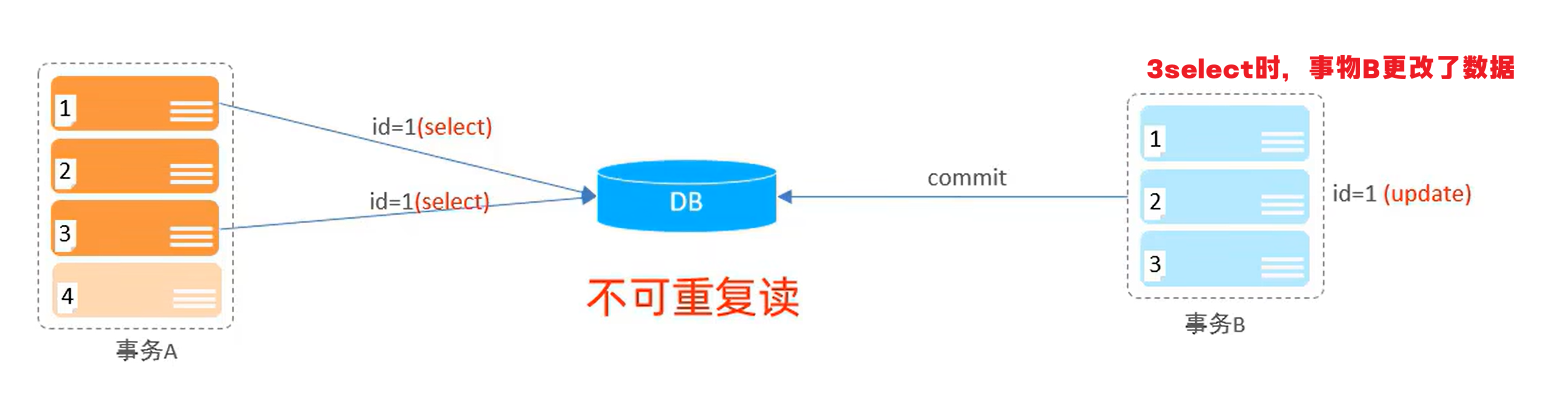 3select时，事物B更改了数据
1
2
3
4
事务A
id=1(select)
id=1(select)
DB
不可重复读
commit
1
2
3
id=1 (update)
事务B